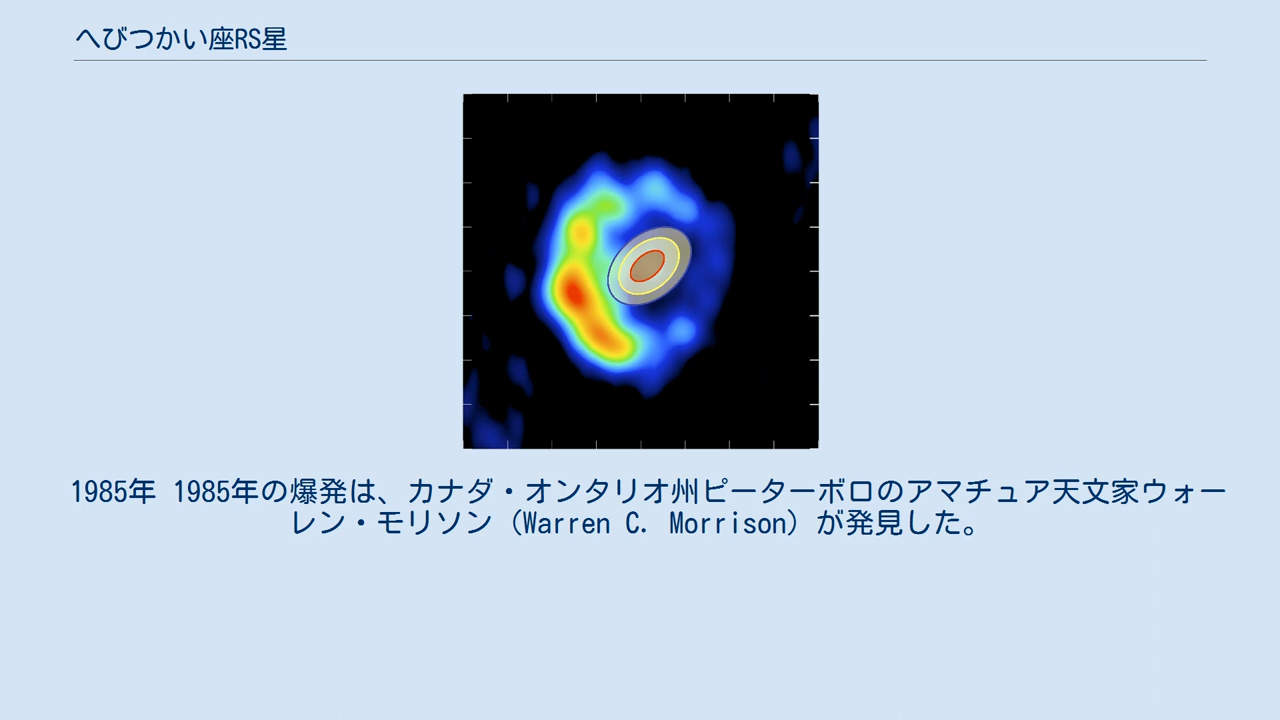 へびつかい座RS星
1985年 1985年の爆発は、カナダ・オンタリオ州ピーターボロのアマチュア天文家ウォー
レン・モリソン (Warren C. Morrison) が発見した。